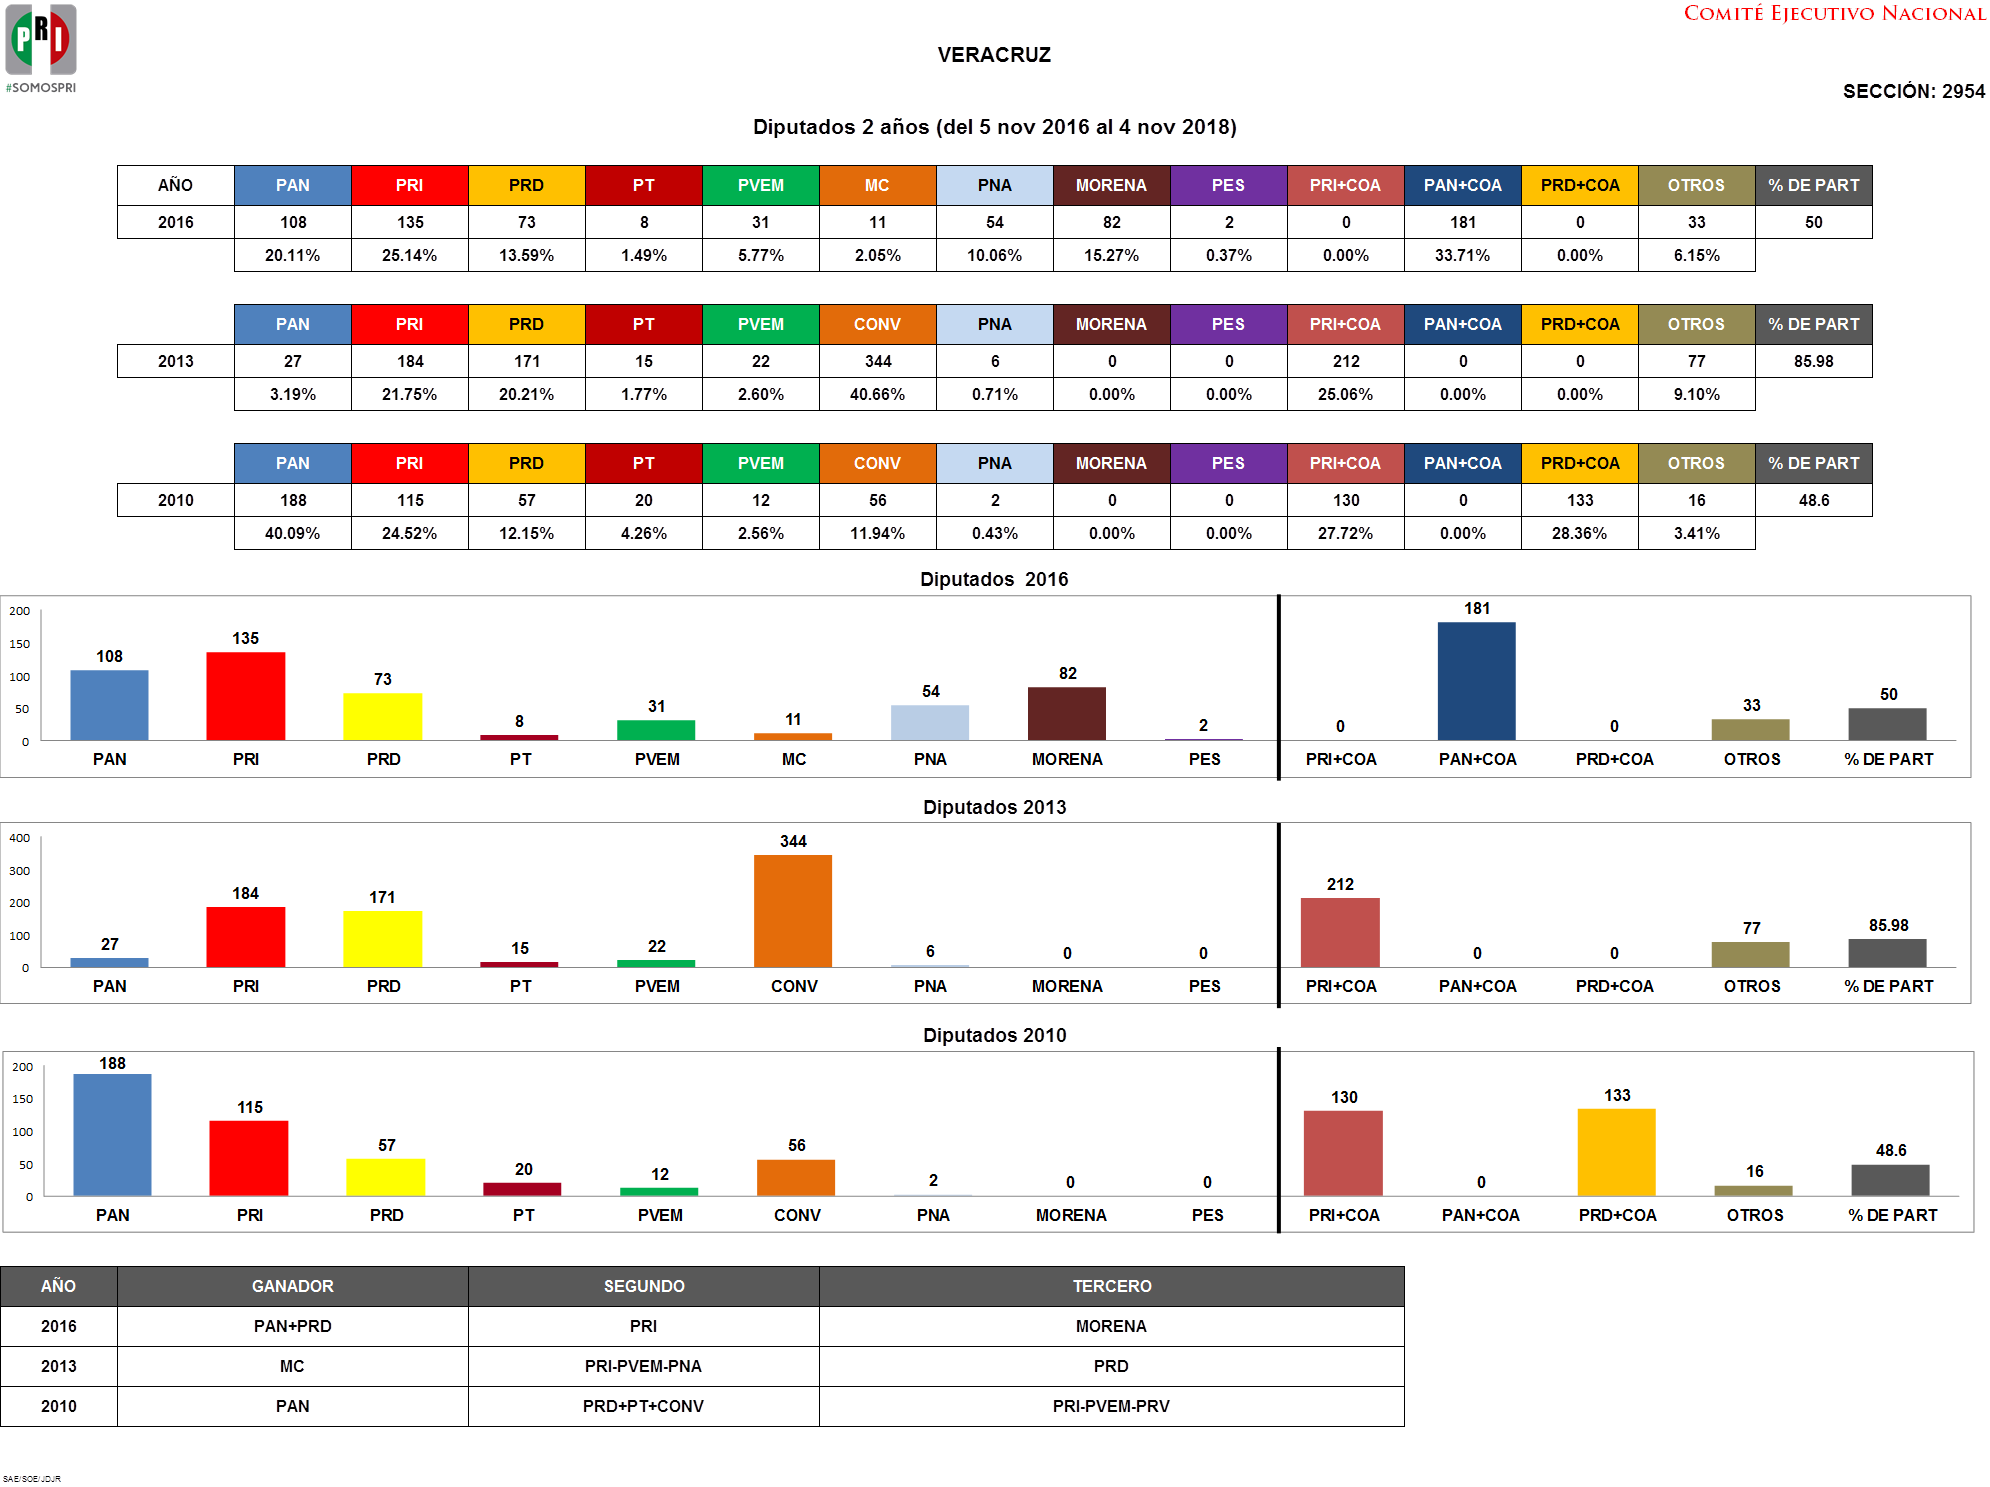 PRI
#SOMOSPRI
COMITÉ EJECUTIVO NACIONAL
VERACRUZ
SECCIÓN: 2954
Diputados 2 años (del 5 nov 2016 al 4 nov 2018)
AÑO PAN PRI PRD PT PVEM MC PNA MORENA PES PRI+COA PAN+COA PRD+COA OTROS % DE PART
2016 108 135 73 8 31 11 54 82 2 0 181 0 33 50
20.11% 25.14% 13.59% 1.49% 5.77% 2.05% 10.06% 15.27% 0.37% 0.00% 33.71% 0.00% 6.15%
PAN PRI PRD PT PVEM CONV PNA MORENA PES PRI+COA PAN+COA PRD+COA OTROS % DE PART
2013 27 184 171 15 22 344 6 0 0 212 0 0 77 85.98
3.19% 21.75% 20.21% 1.77% 2.60% 40.66% 0.71% 0.00% 0.00% 25.06% 0.00% 0.00% 9.10%
PAN PRI PRD PT PVEM CONV PNA MORENA PES PRI+COA PAN+COA PRD+COA OTROS % DE PART
2010 188 115 57 20 12 56 2 0 0 130 0 133 16 48.6
40.09% 24.52% 12.15% 4.26% 2.56% 11.94% 0.43% 0.00% 0.00% 27.72% 0.00% 28.36% 3.41%
Diputados 2016
200
150
100
50
0
108 135 73 8 31 11 54 82 2 0 181 0 33 50
PAN PRI PRD PT PVEM MC PNA MORENA PES PRI+COA PAN+COA PRD+COA OTROS % DE PART
Diputados 2013
400
300
200
100
0
27 184 171 15 22 344 6 0 0 212 0 0 77 85.98
PAN PRI PRD PT PVEM CONV PNA MORENA PES PRI+COA PAN+COA PRD+COA OTROS % DE PART
Diputados 2010
200
150
100
50
0
188 115 57 20 12 56 2 0 0 130 0 133 16 48.6
PAN PRI PRD PT PVEM CONV PNA MORENA PES PRI+COA PAN+COA PRD+COA OTROS % DE PART
AÑO GANADOR SEGUNDO TERCERO
2016 PAN+PRD PRI MORENA
2013 MC PRI-PVEM-PNA PRD
2010 PAN PRD+PT+CONV PRI-PVEM-PRV
SAE/SOE/JDJR